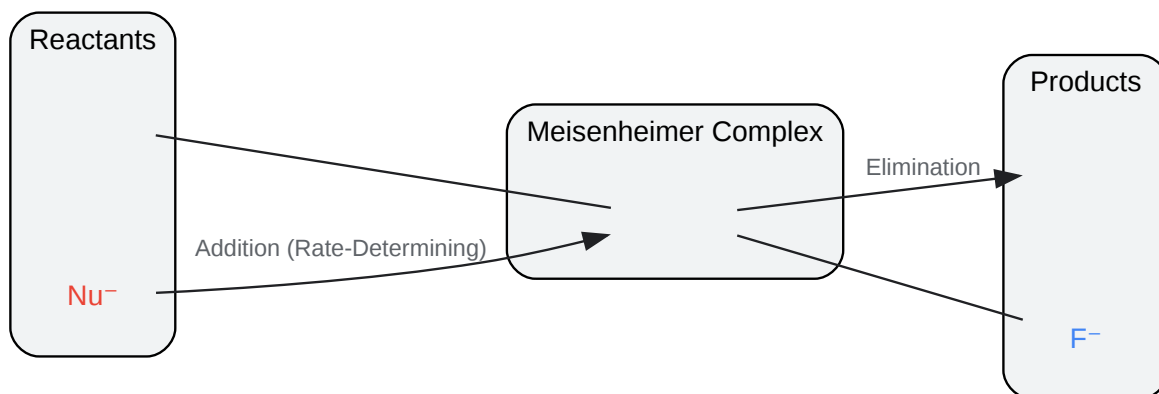 Reactants
Nu⁻
Addition (Rate-Determining)
Meisenheimer Complex
Elimination
Products
F⁻